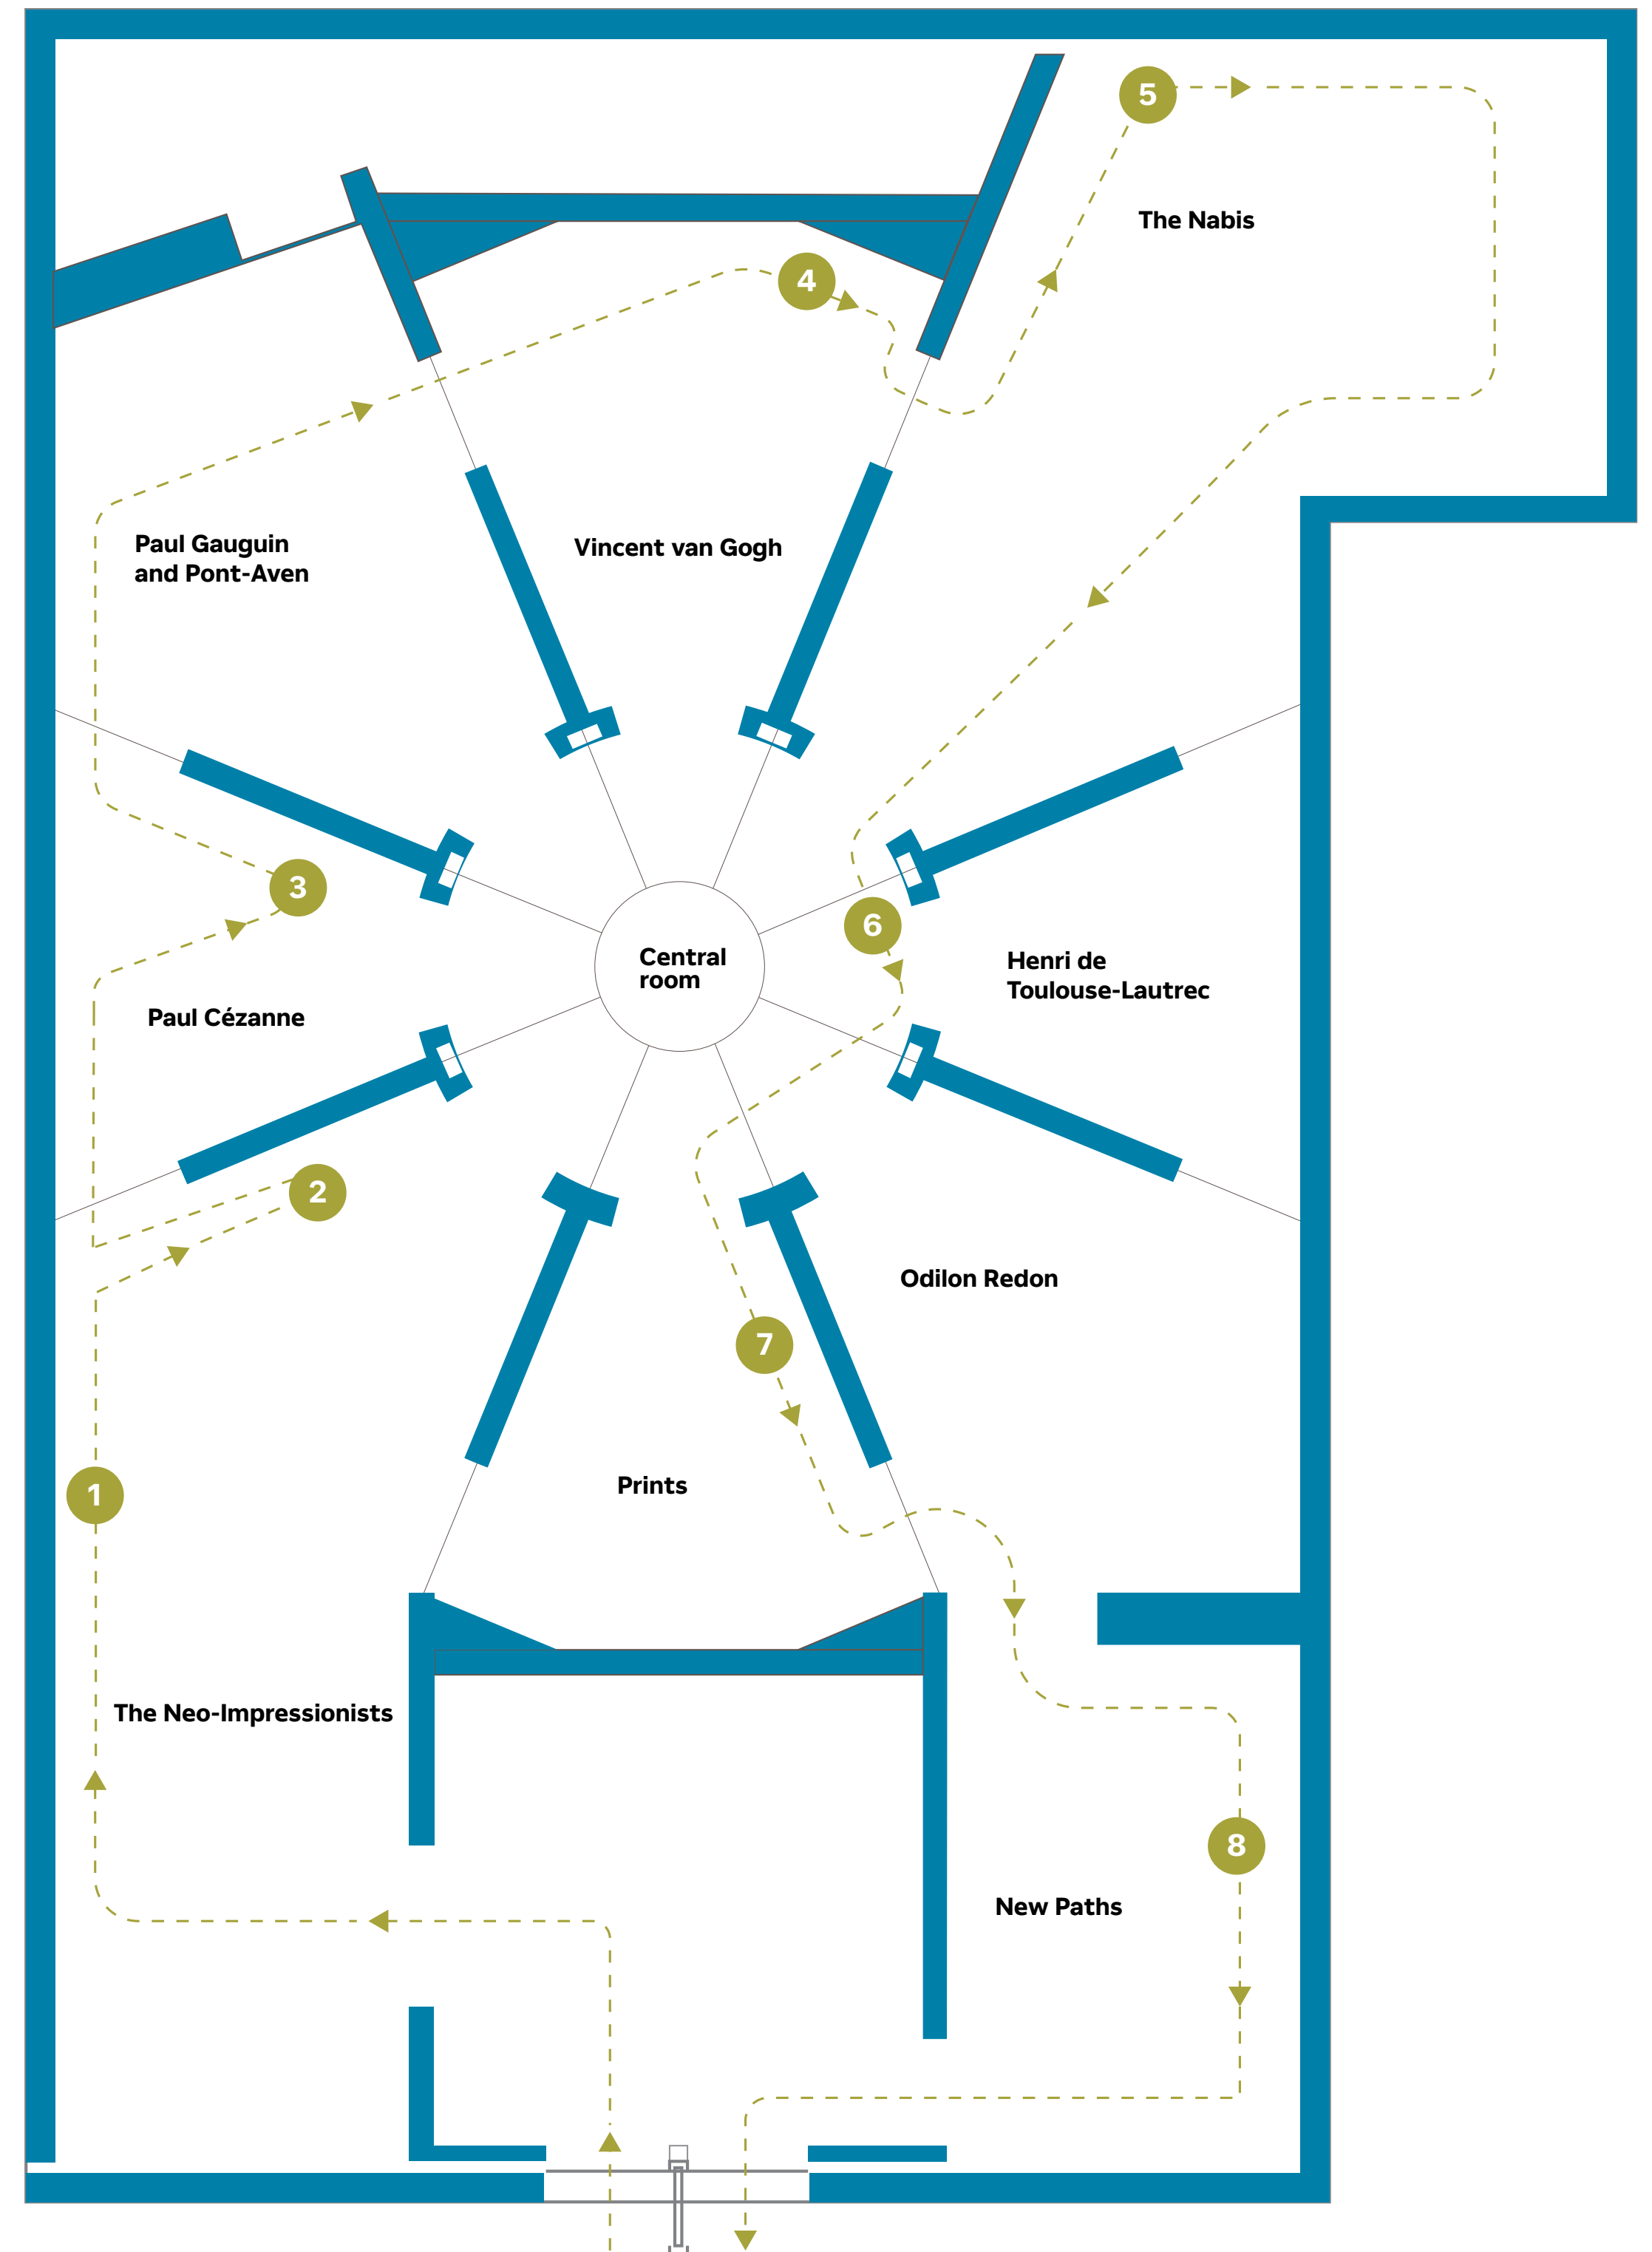 5
The Nabis
4
Paul Gauguin
and Pont-Aven
Vincent van Gogh
3
6
Central
room
Henri de
Toulouse-Lautrec
Paul Cézanne
2
Odilon Redon
7
Prints
1
The Neo-Impressionists
8
New Paths